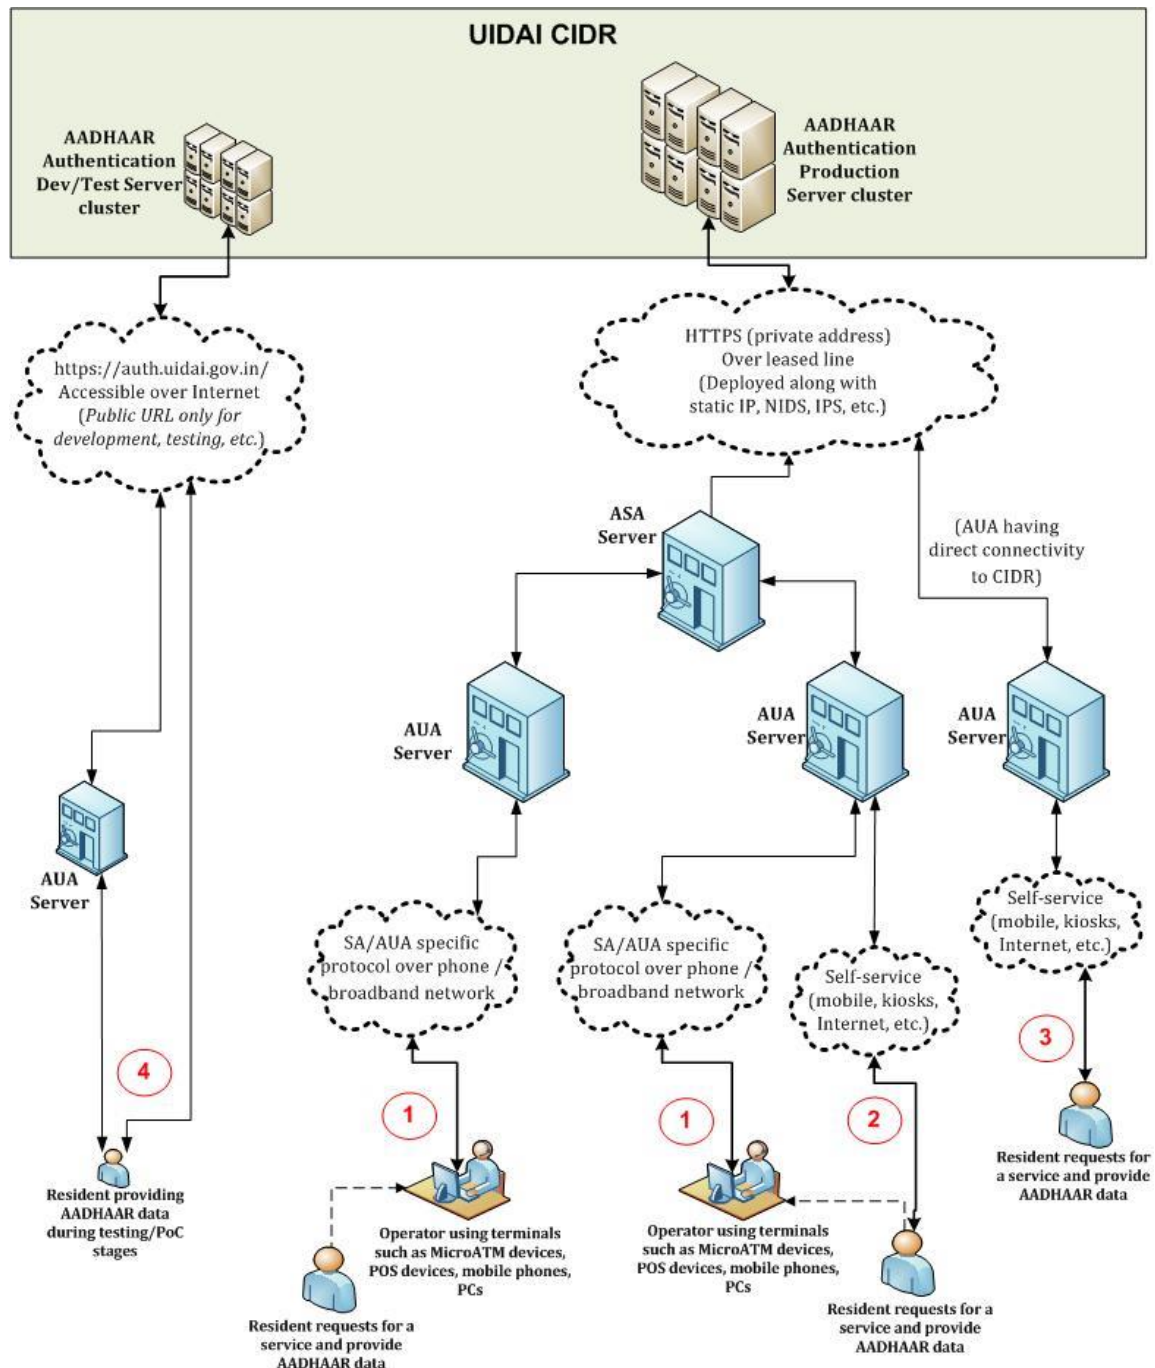 UIDAI CIDR
AADHAAR
Authentication
Dev/Test Server
cluster
AADHAAR
Authentication
Production
Server cluster
https://auth.uidai.gov.in/
Accessible over Internet
(Public URL only for
development, testing, etc.)
HTTPS (private address)
Over leased line
(Deployed along with
static IP, NIDS, IPS, etc.)
ASA
Server
(AUA having
direct connectivity
to CIDR)
AUA
Server
AUA
Server
AUA
Server
AUA
Server
SA/AUA specific
protocol over phone /
broadband network
SA/AUA specific
protocol over phone /
broadband network
Self-service
(mobile, kiosks,
Internet, etc.)
Self-service
(mobile, kiosks,
Internet, etc.)
4
1
1
2
3
Resident providing
AADHAAR data
during testing/PoC
stages
Operator using terminals
such as MicroATM devices,
POS devices, mobile phones,
PCs
Resident requests for a
service and provide
AADHAAR data
Operator using terminals
such as MicroATM devices,
POS devices, mobile phones,
PCs
Resident requests for a
service and provide
AADHAAR data
Resident requests for
a service and provide
AADHAAR data